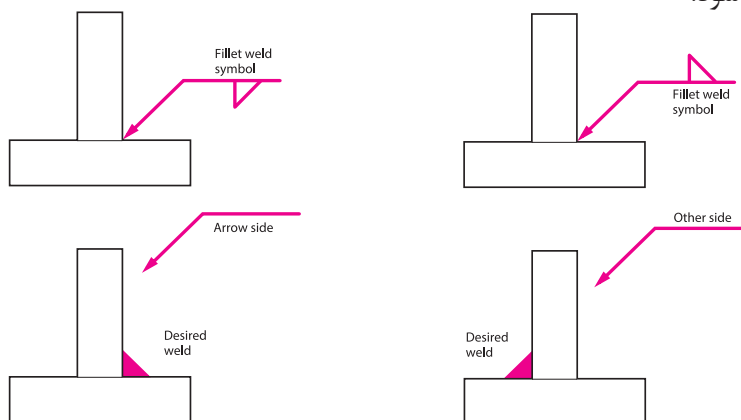 Fillet weld
symbol
Fillet weld
symbol
Arrow side
Other side
Desired
weld
Desired
weld